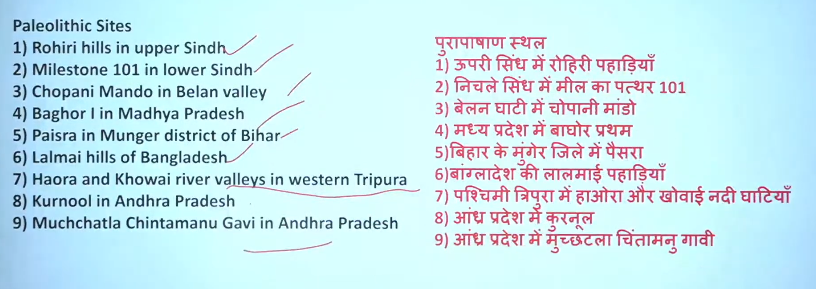 Paleolithic Sites
1) Rohiri hills in upper Sindh
2) Milestone 101 in lower Sindh
3) Chopani Mando in Belan valley
4) Baghor I in Madhya Pradesh
5) Paisra in Munger district of Bihar
6) Lalmai hills of Bangladesh
7) Haora and Khowai river valleys in western Tripura
8) Kurnool in Andhra Pradesh
9) Muchchatla Chintamanu Gavi in Andhra Pradesh
पुरापाषाण स्थल
1) ऊपरी सिंध में रोहिरी पहाड़ियाँ
2) निचले सिंध में मील का पत्थर 101
3) बेलन घाटी में चोपानी मांडो
4) मध्य प्रदेश में बाघोर प्रथम
5)बिहार के मुंगेर जिले में पैसरा
6)बांग्लादेश की लालमाई पहाड़ियाँ
7) पश्चिमी त्रिपुरा में हाओरा और खोवाई नदी घाटियाँ
8) आंध्र प्रदेश में कुरनूल
9) आंध्र प्रदेश में मुच्छटला चिंतामनु गावी